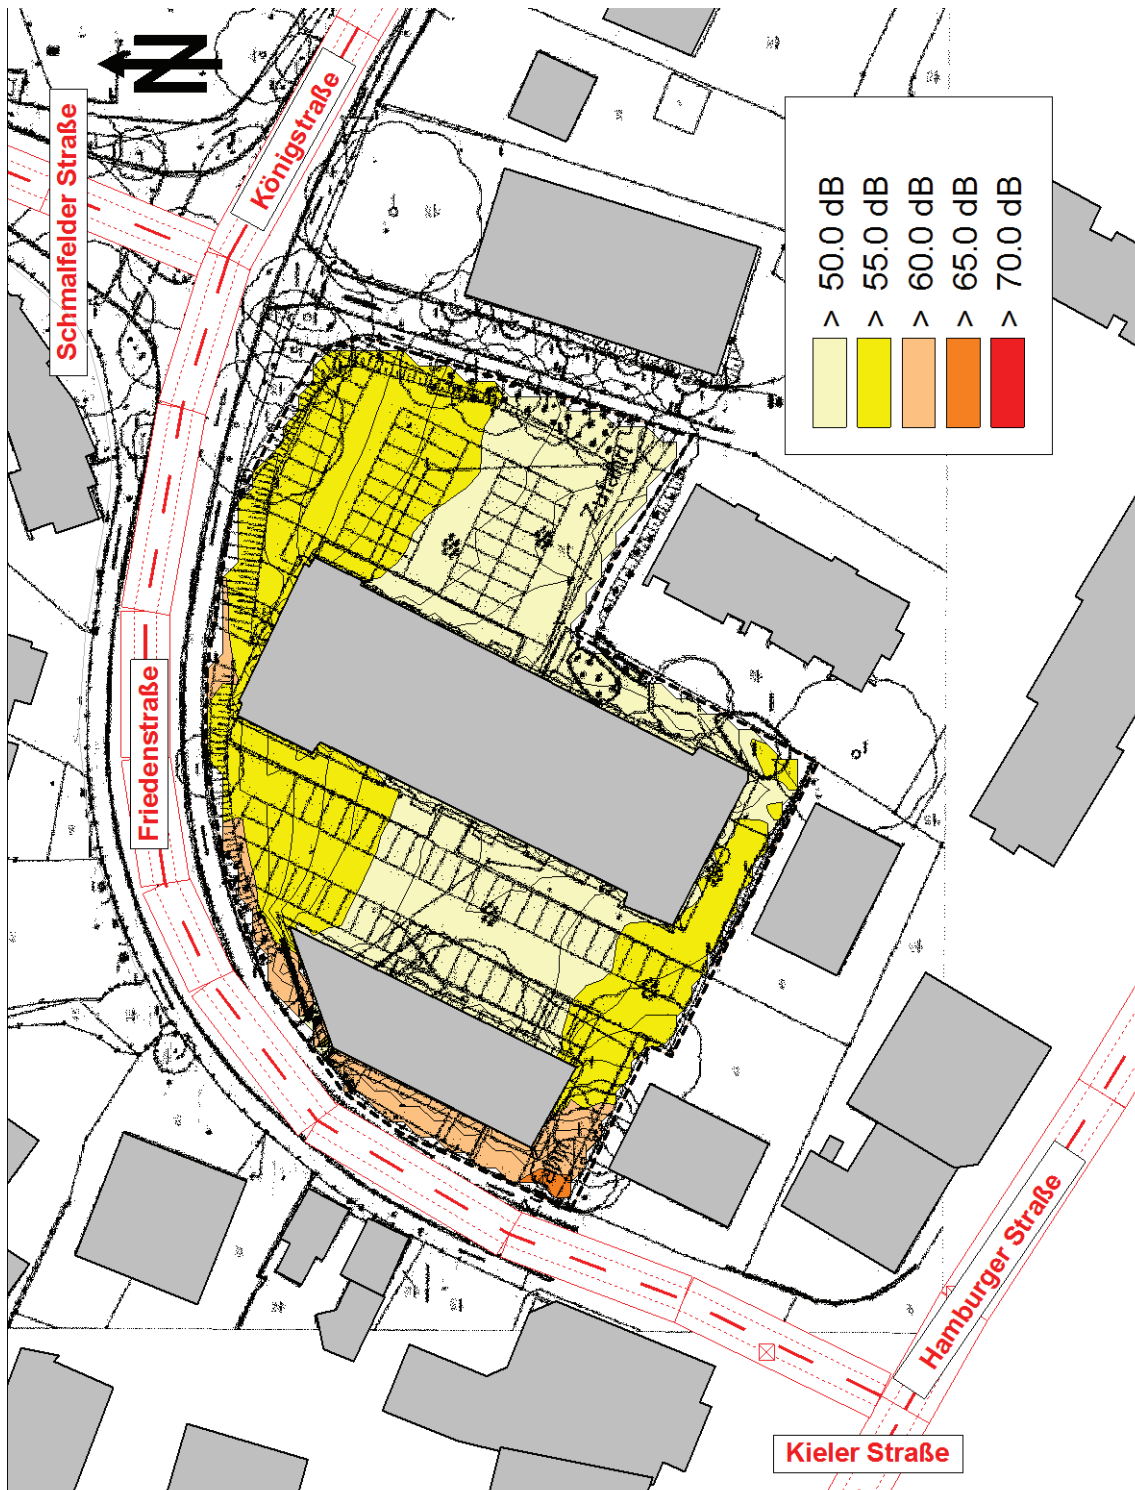 N
Schmalfelder Straße
Königstraße
Friedenstraße
> 50.0 dB
> 55.0 dB
> 60.0 dB
> 65.0 dB
> 70.0 dB
Zufahrt
Hamburger Straße
Kieler Straße